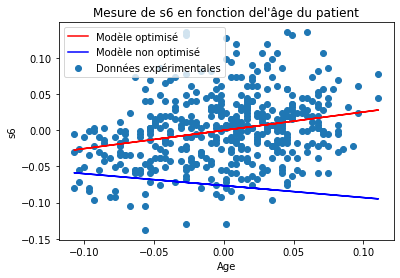 Mesure de s6 en fonction del'âge du patient
Modèle optimisé
Modèle non optimisé
Données expérimentales
0.10
0.05
0.00
−0.05
−0.10
−0.15
s6
−0.10
−0.05
0.00
0.05
0.10
Age